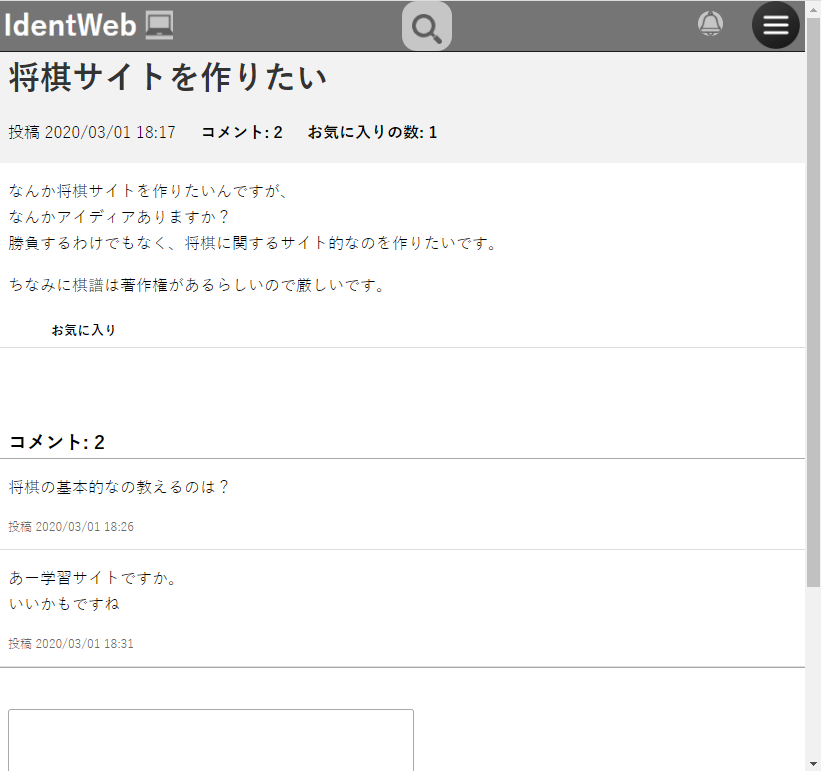 IdentWeb
将棋サイトを作りたい
投稿 2020/03/01 18:17 コメント: 2 お気に入りの数: 1
なんか将棋サイトを作りたいんですが、
なんかアイディアありますか？
勝負するわけでもなく、将棋に関するサイト的なのを作りたいです。
ちなみに棋譜は著作権があるらしいので厳しいです。
お気に入り
コメント: 2
将棋の基本的なの教えるのは？
投稿 2020/03/01 18:26
あー学習サイトですか。
いいかもですね
投稿 2020/03/01 18:31